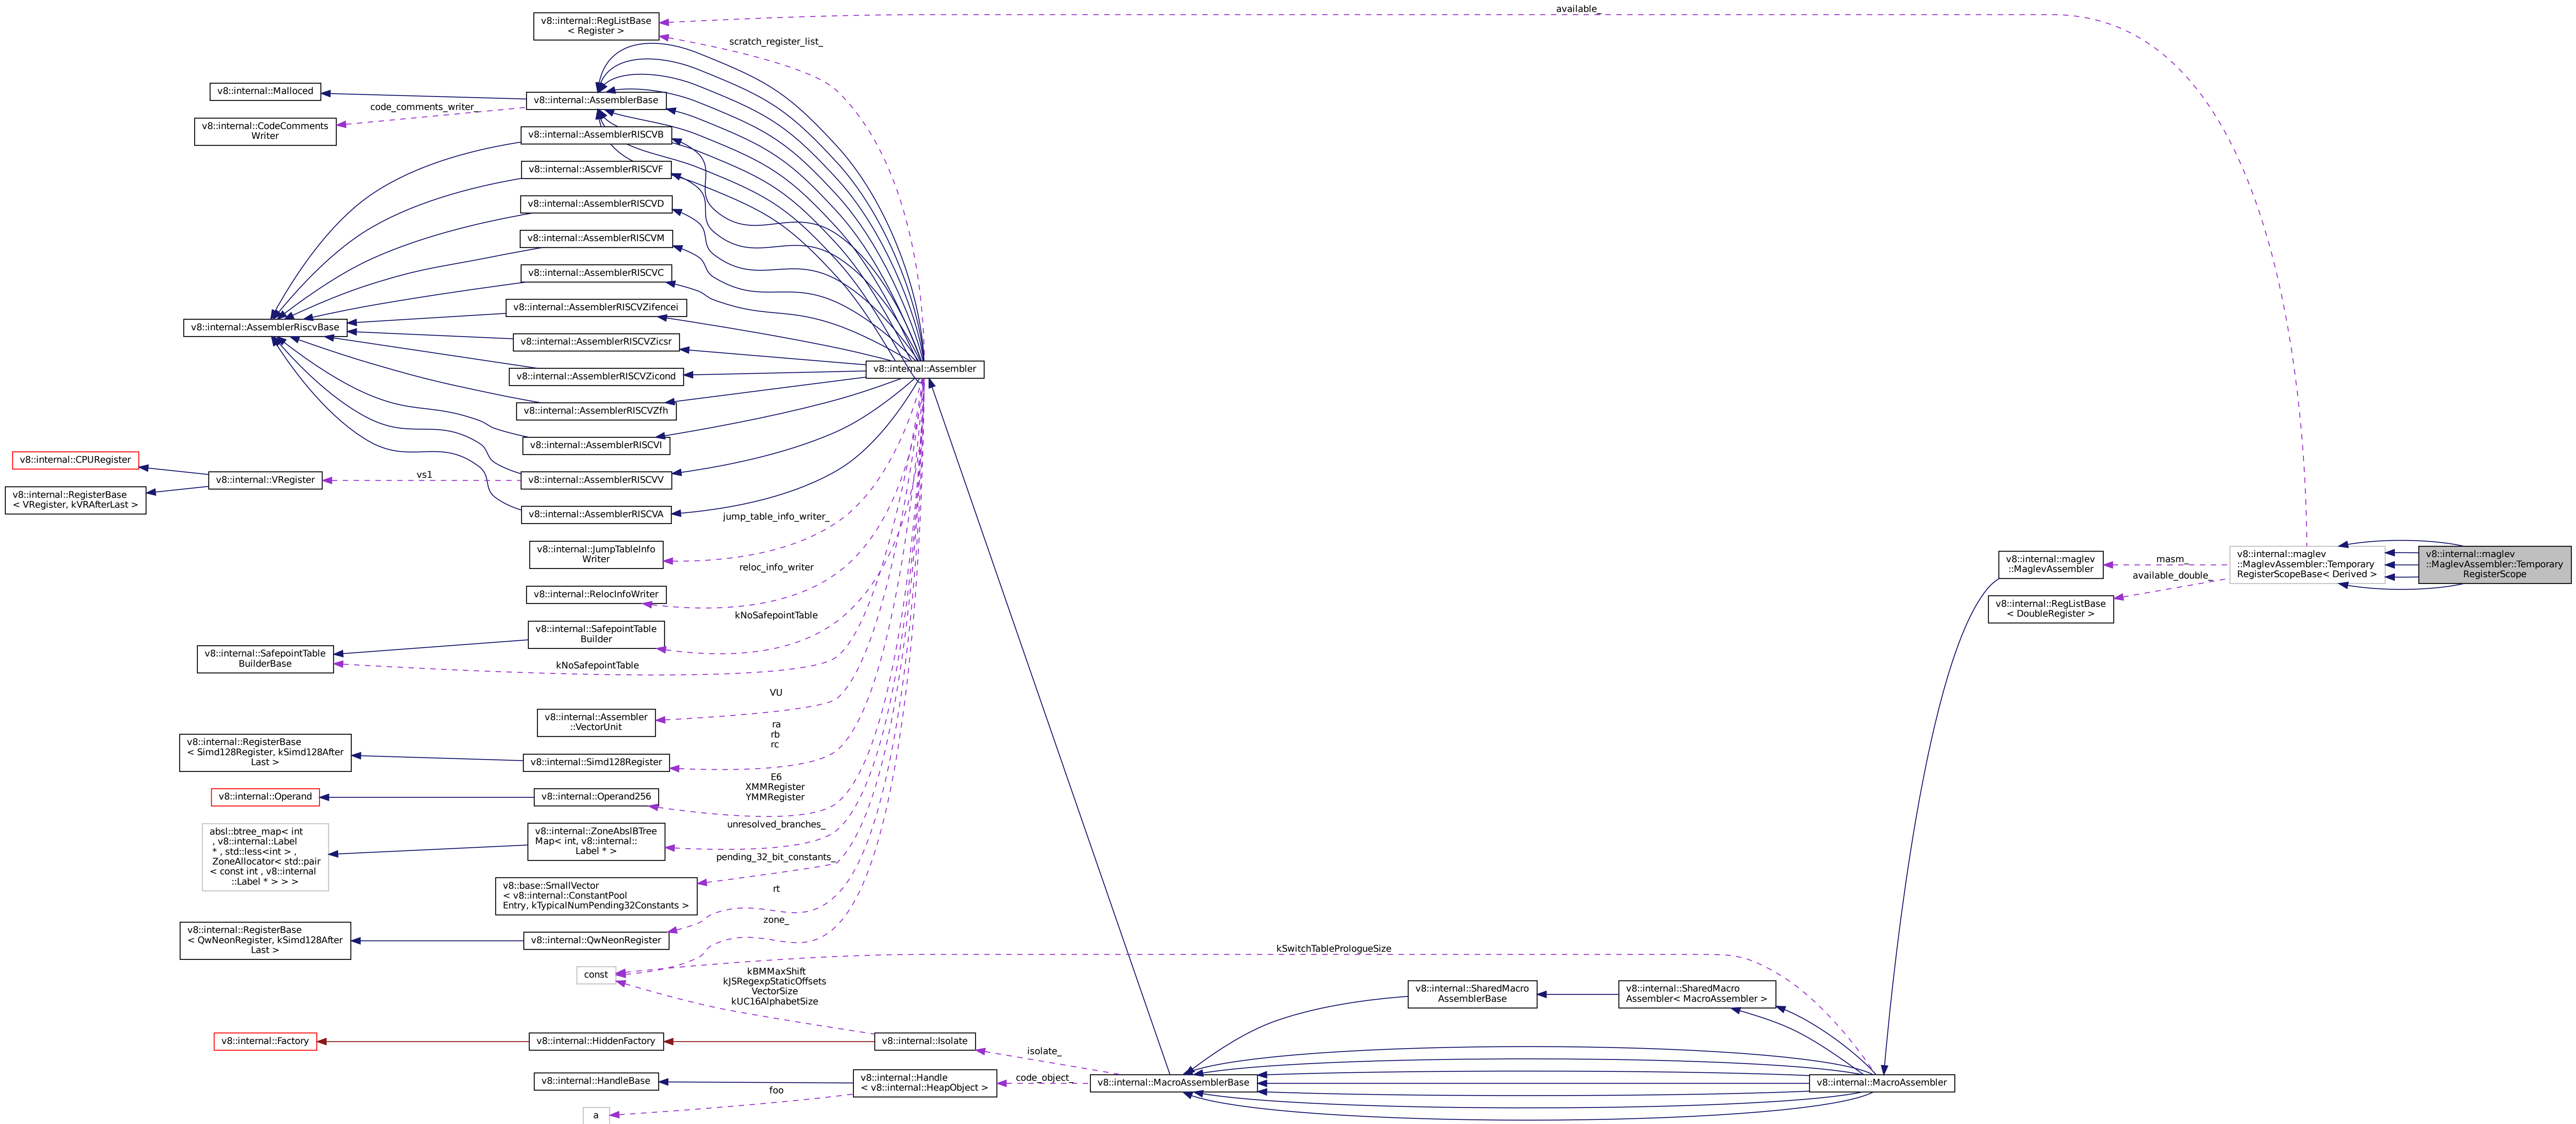 v8::internal::RegListBase
< Register >
available_
scratch_register_list_
v8::internal::Malloced
v8::internal::AssemblerBase
code_comments_writer_
v8::internal::CodeComments
Writer
v8::internal::AssemblerRISCVB
v8::internal::AssemblerRISCVF
v8::internal::AssemblerRISCVD
v8::internal::AssemblerRISCVM
v8::internal::AssemblerRISCVC
v8::internal::AssemblerRISCVZifencei
v8::internal::AssemblerRiscvBase
v8::internal::AssemblerRISCVZicsr
v8::internal::Assembler
v8::internal::AssemblerRISCVZicond
v8::internal::AssemblerRISCVZfh
v8::internal::AssemblerRISCVI
v8::internal::CPURegister
v8::internal::VRegister
vs1
v8::internal::AssemblerRISCVV
v8::internal::RegisterBase
< VRegister, kVRAfterLast >
v8::internal::AssemblerRISCVA
jump_table_info_writer_
v8::internal::JumpTableInfo
Writer
reloc_info_writer
v8::internal::RelocInfoWriter
kNoSafepointTable
v8::internal::SafepointTable
Builder
v8::internal::SafepointTable
BuilderBase
kNoSafepointTable
VU
v8::internal::Assembler
::VectorUnit
ra
rb
rc
v8::internal::RegisterBase
< Simd128Register, kSimd128After
Last >
v8::internal::Simd128Register
E6
XMMRegister
YMMRegister
v8::internal::Operand
v8::internal::Operand256
unresolved_branches_
absl::btree_map< int
, v8::internal::Label
* , std::less<int > ,
ZoneAllocator< std::pair
< const int , v8::internal
::Label * > > >
v8::internal::ZoneAbslBTree
Map< int, v8::internal::
Label * >
pending_32_bit_constants_
v8::base::SmallVector
< v8::internal::ConstantPool
Entry, kTypicalNumPending32Constants >
rt
v8::internal::RegisterBase
< QwNeonRegister, kSimd128After
Last >
v8::internal::QwNeonRegister
zone_
const
kSwitchTablePrologueSize
kBMMaxShift
kJSRegexpStaticOffsets
VectorSize
kUC16AlphabetSize
v8::internal::Factory
v8::internal::HiddenFactory
v8::internal::Isolate
isolate_
v8::internal::HandleBase
v8::internal::Handle
< v8::internal::HeapObject >
code_object_
foo
a
v8::internal::MacroAssemblerBase
v8::internal::SharedMacro
AssemblerBase
v8::internal::SharedMacro
Assembler< MacroAssembler >
v8::internal::MacroAssembler
v8::internal::maglev
::MaglevAssembler
masm_
available_double_
v8::internal::RegListBase
< DoubleRegister >
v8::internal::maglev
::MaglevAssembler::Temporary
RegisterScopeBase< Derived >
v8::internal::maglev
::MaglevAssembler::Temporary
RegisterScope